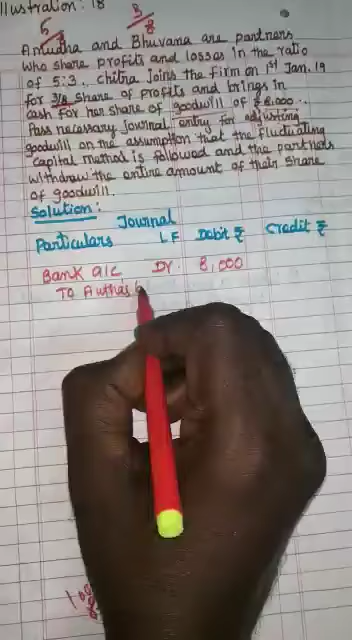 llustration: 18
5 3/8
Anutha and Bhuvana are partners
who share profits and losses in the ratio
of 5:3. chitra Joins the Firm on 1st Jan. 19
for 3/8 share of Profits and brings in
cash for her share of goodwill of ₹ 8,000.
Pass necessary Journal entry for adjusting
goodwill on the assumption that the fluctuating
Capital method is followed and the partners
withdraw the entire amount of their share
of goodwill.
Solution:
Journal
Particulars LF Debit ₹ Credit ₹
Bank a/c Dr. 8,000
To Authas